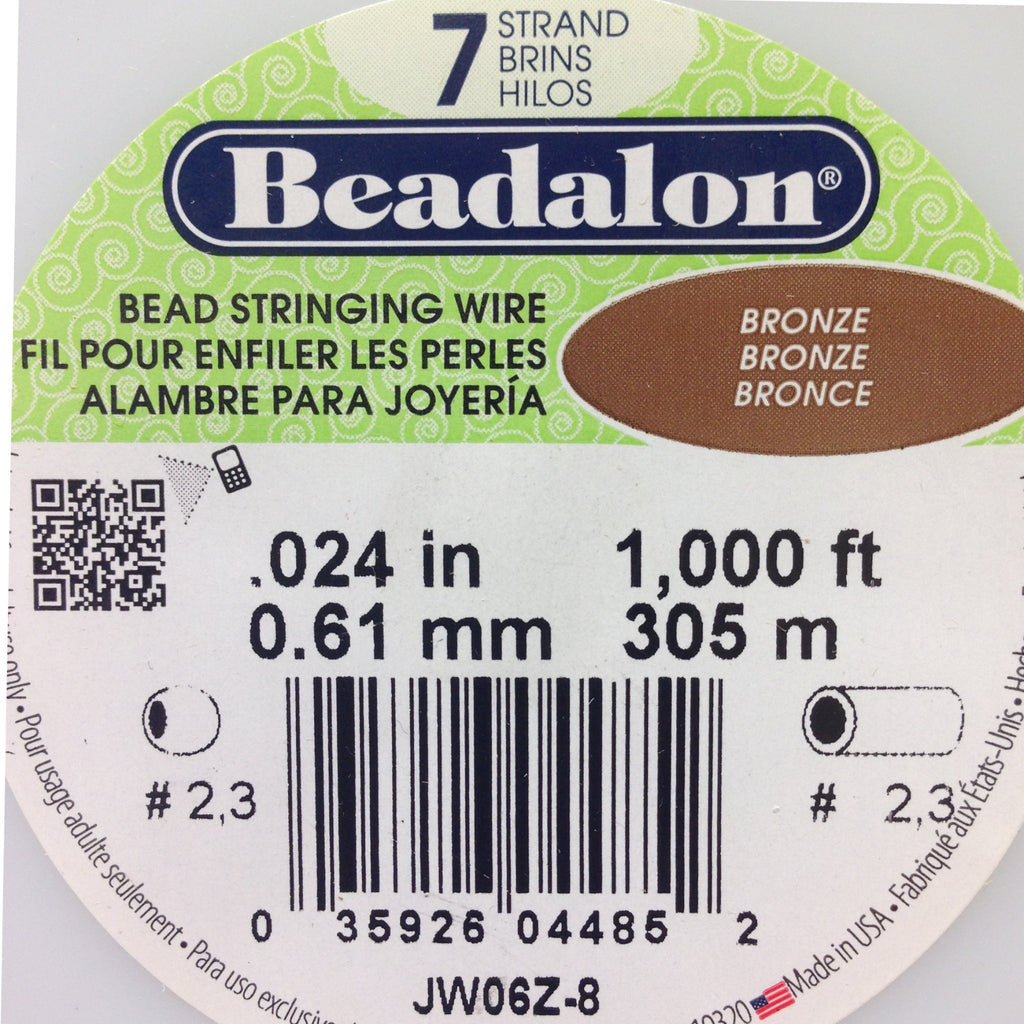 7 STRAND
BRINS
HILOS
Beadalon®
BEAD STRINGING WIRE
FIL POUR ENFILER LES PERLES
ALAMBRE PARA JOYERÍA
BRONZE
BRONZE
BRONCE
.024 in 1,000 ft
0.61 mm 305 m
# 2,3 # 2,3
0 35926 04485 2
JW06Z-8
only • Pour usage adulte seulement • Para uso
Made in USA • Fabriqué aux États-Unis •